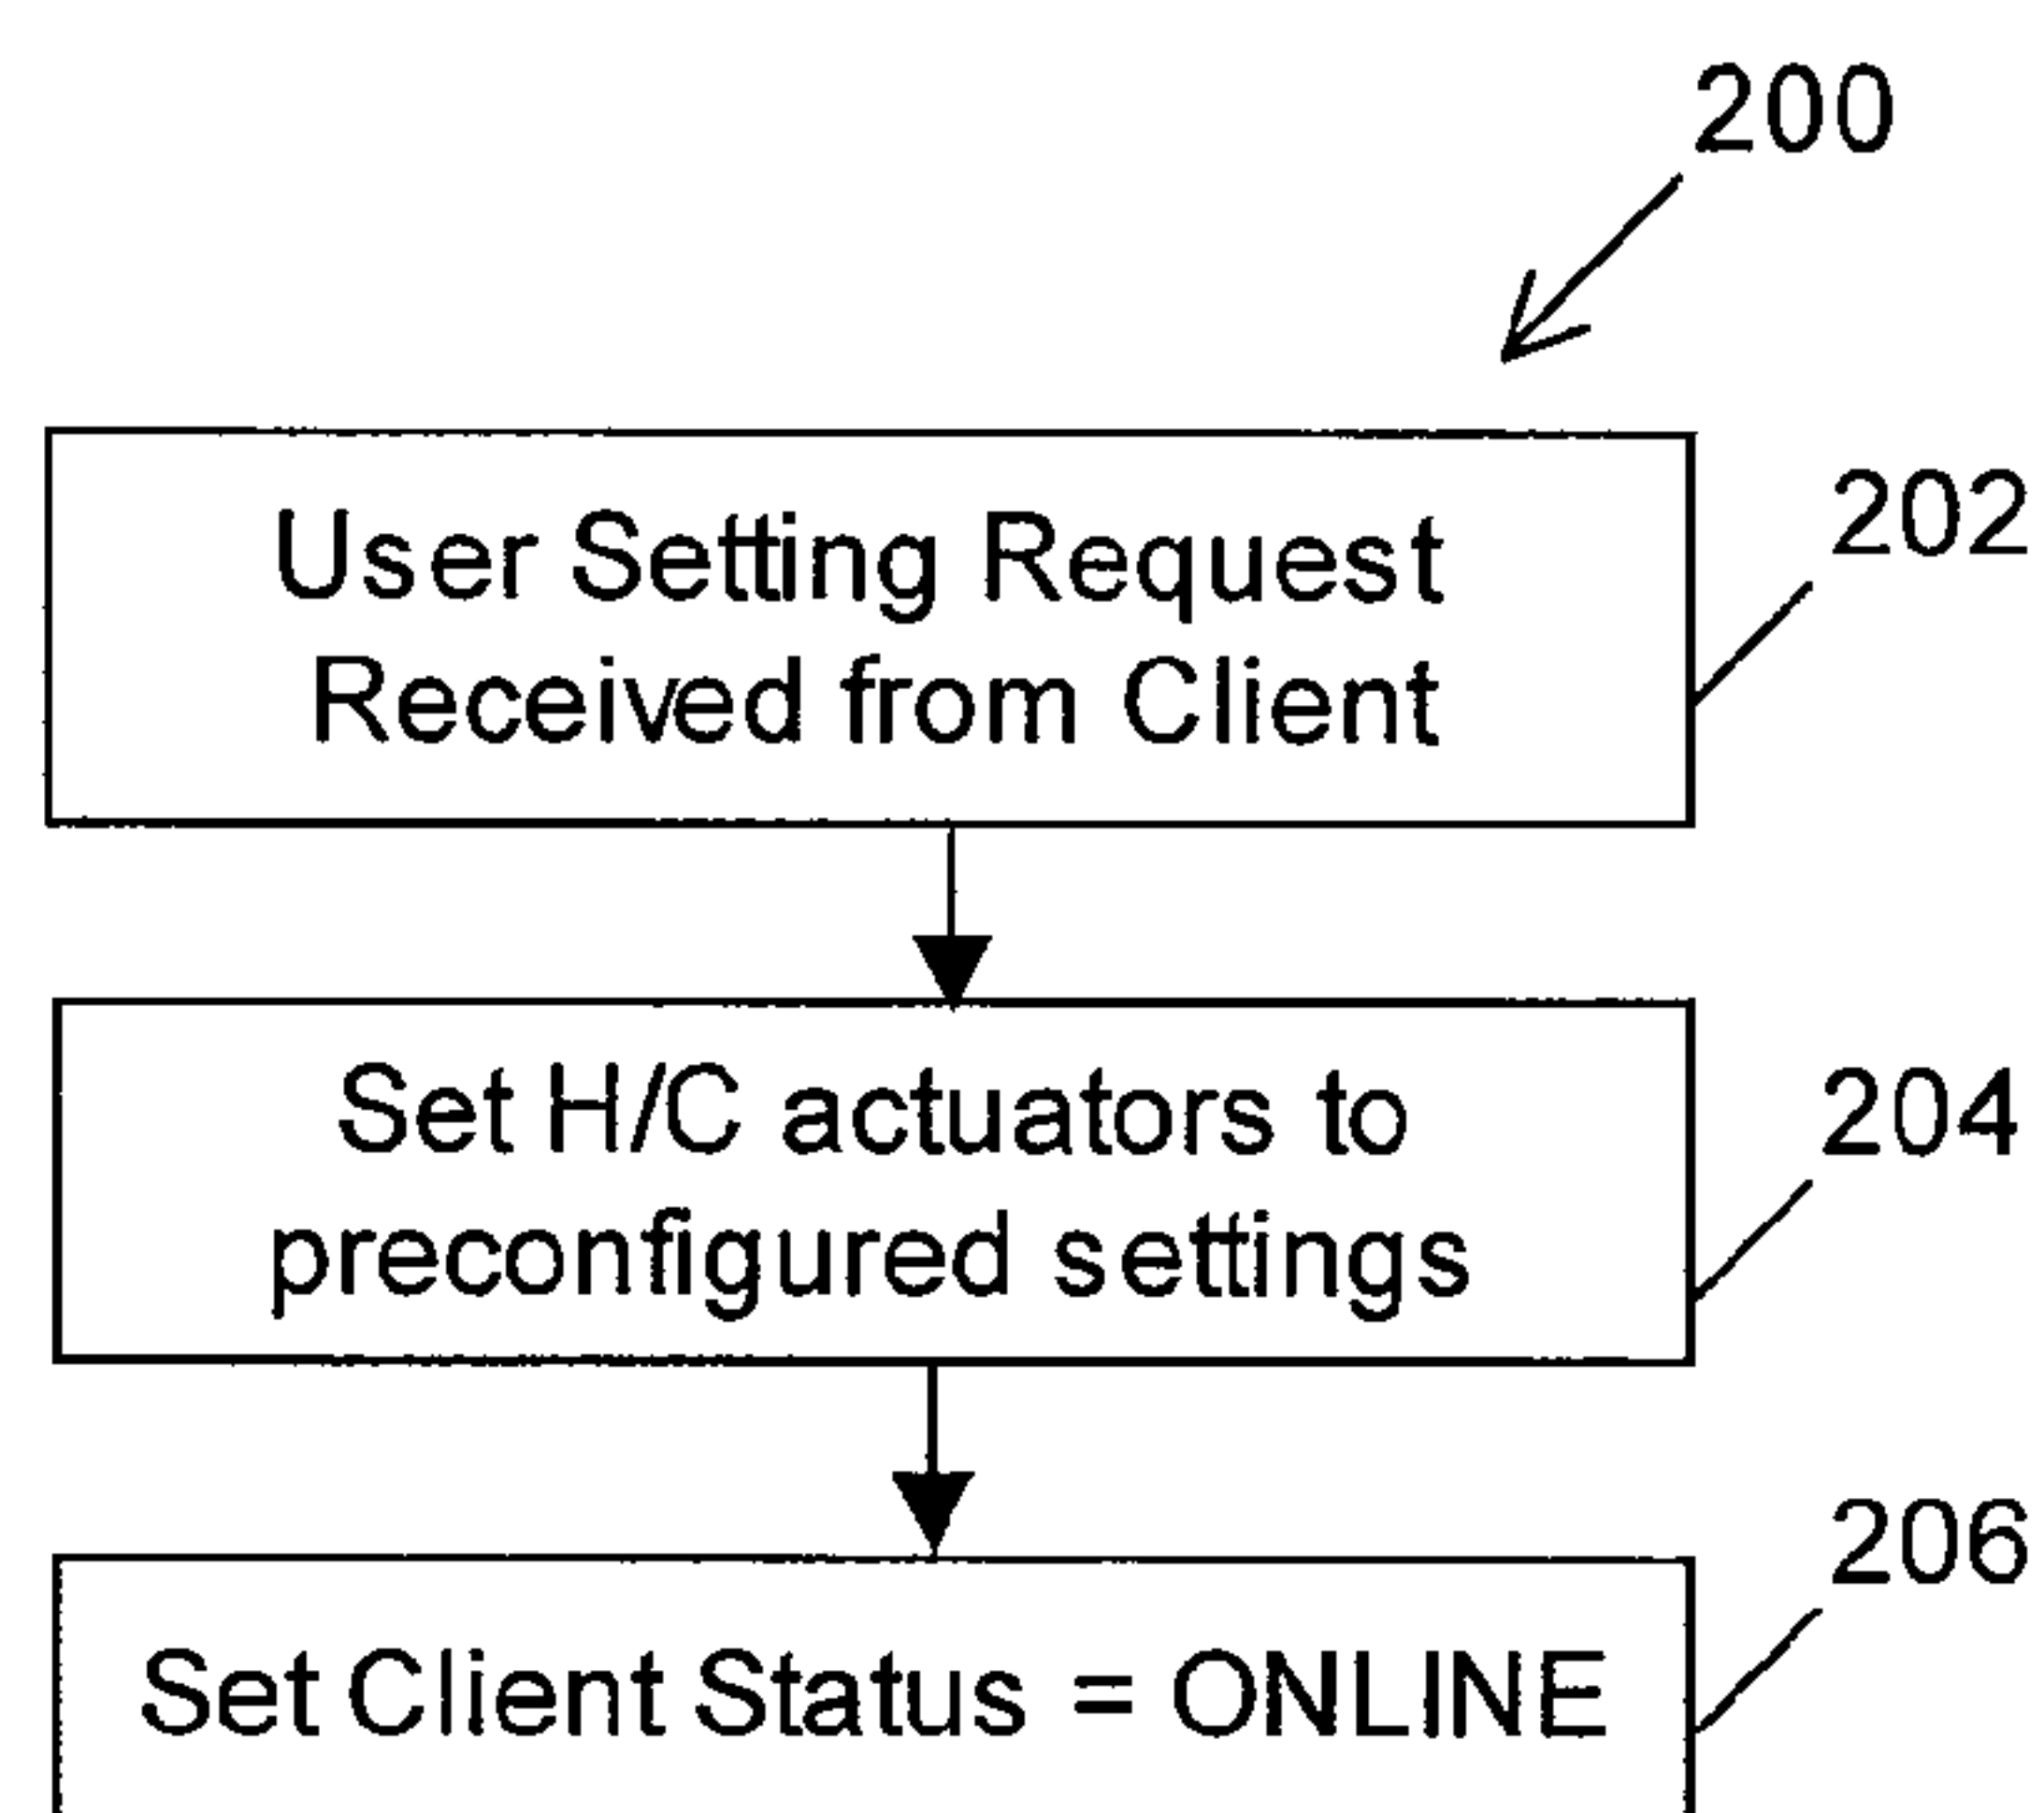 200
User Setting Request
Received from Client
202
Set H/C actuators to
preconfigured settings
204
206
Set Client Status = ONLINE